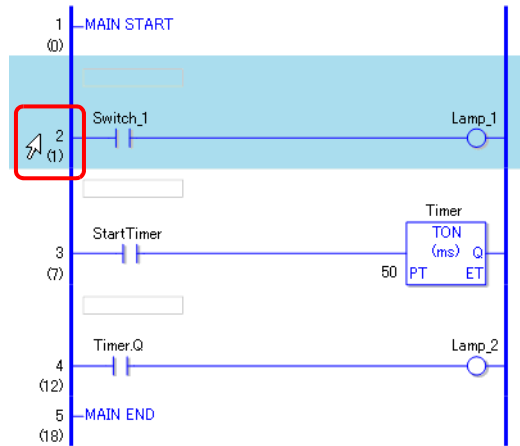 1 MAIN START
(0)
Switch_1 Lamp_1
2
(1)
Timer
StartTimer TON
3 (ms) Q
(7) 50 PT ET
Timer.Q Lamp_2
4
(12)
5 MAIN END
(18)